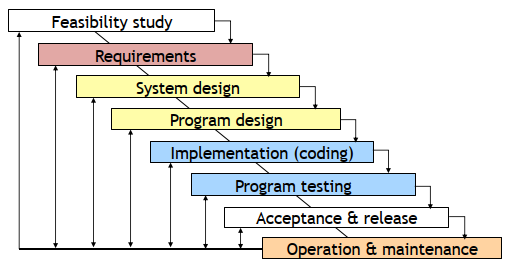 Feasibility study
Requirements
System design
Program design
Implementation (coding)
Program testing
Acceptance & release
Operation & maintenance